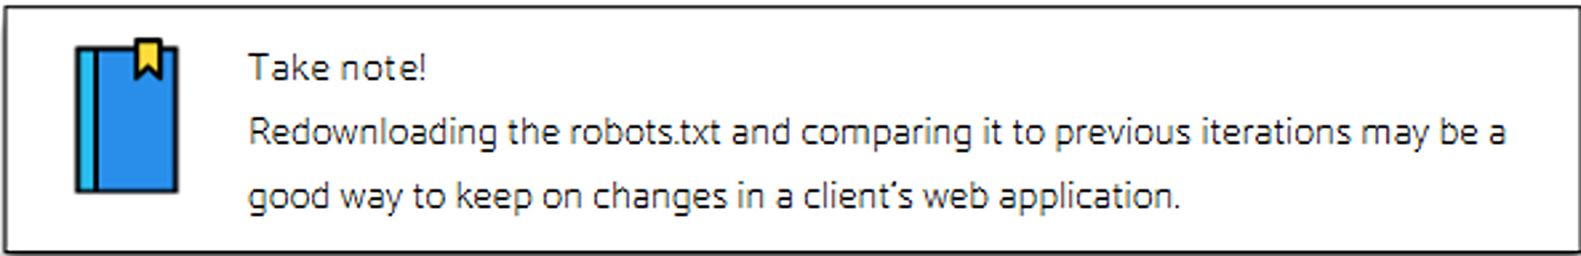 Take note!
Redownloading the robots.txt and comparing it to previous iterations may be a
good way to keep on changes in a client's web application.